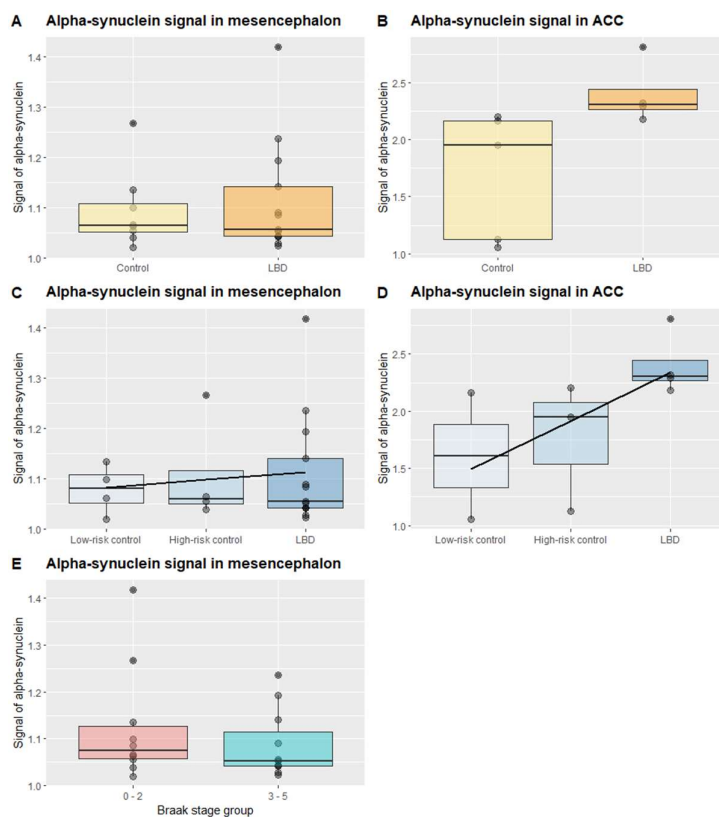 A Alpha-synuclein signal in mesencephalon
Signal of alpha-synuclein
1.4
1.3
1.2
1.1
1.0
Control LBD
B Alpha-synuclein signal in ACC
Signal of alpha-synuclein
2.5
2.0
1.5
1.0
Control LBD
C Alpha-synuclein signal in mesencephalon
Signal of alpha-synuclein
1.4
1.3
1.2
1.1
1.0
Low-risk control High-risk control LBD
D Alpha-synuclein signal in ACC
Signal of alpha-synuclein
2.5
2.0
1.5
1.0
Low-risk control High-risk control LBD
E Alpha-synuclein signal in mesencephalon
Signal of alpha-synuclein
1.4
1.3
1.2
1.1
1.0
0 - 2 3 - 5
Braak stage group